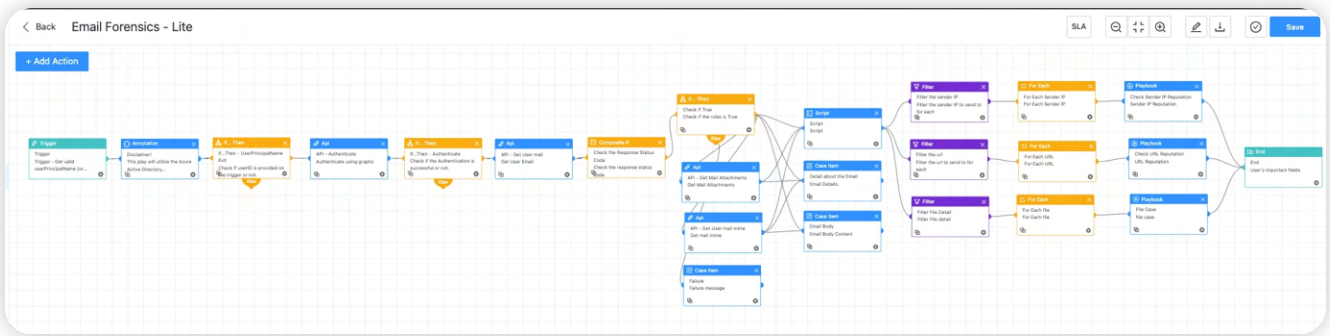 Back
Email Forensics - Lite
SLA
Save
+ Add Action
Trigger
Trigger
Trigger - Get valid
userPrincipalName (or...
Annotation
Disclaimer!
This play will utilise the Azure
Active Directory...
If...Then
If...Then - UserPrincipalName
Exit
Check if userID is provided on
the trigger or not.
Else
Api
API - Authenticate
Authenticate using graphs
If...Then
If...Then - Authenticate
Check if the Authentication is
successful or not.
Else
Api
API - Get User mail
Get User Email
Composite If
Check the Response Status
Code
Check the response status
code
If...Then
Check If True
Check if the rules is True
Else
Api
API - Get Mail Attachments
Get Mail Attachments
Api
API - Get User mail mime
Get mail mime
Case Item
Failure
Failure message
Script
Script
Script
Case Item
Detail about the Email
Email Details
Case Item
Email Body
Email Body Content
Filter
Filter the sender IP
Filter the sender IP to send to
for each
Filter
Filter the url
Filter the url to send to for
each
Filter
Filter File Detail
Filter File detail
For Each
For Each Sender IP
For Each Sender IP
For Each
For Each URL
For Each URL
For Each
For Each file
For Each file
Playbook
Check Sender IP Reputation
Sender IP Reputation
Playbook
Check URL Reputation
URL Reputation
Playbook
File Case
File case
End
End
User's important fields